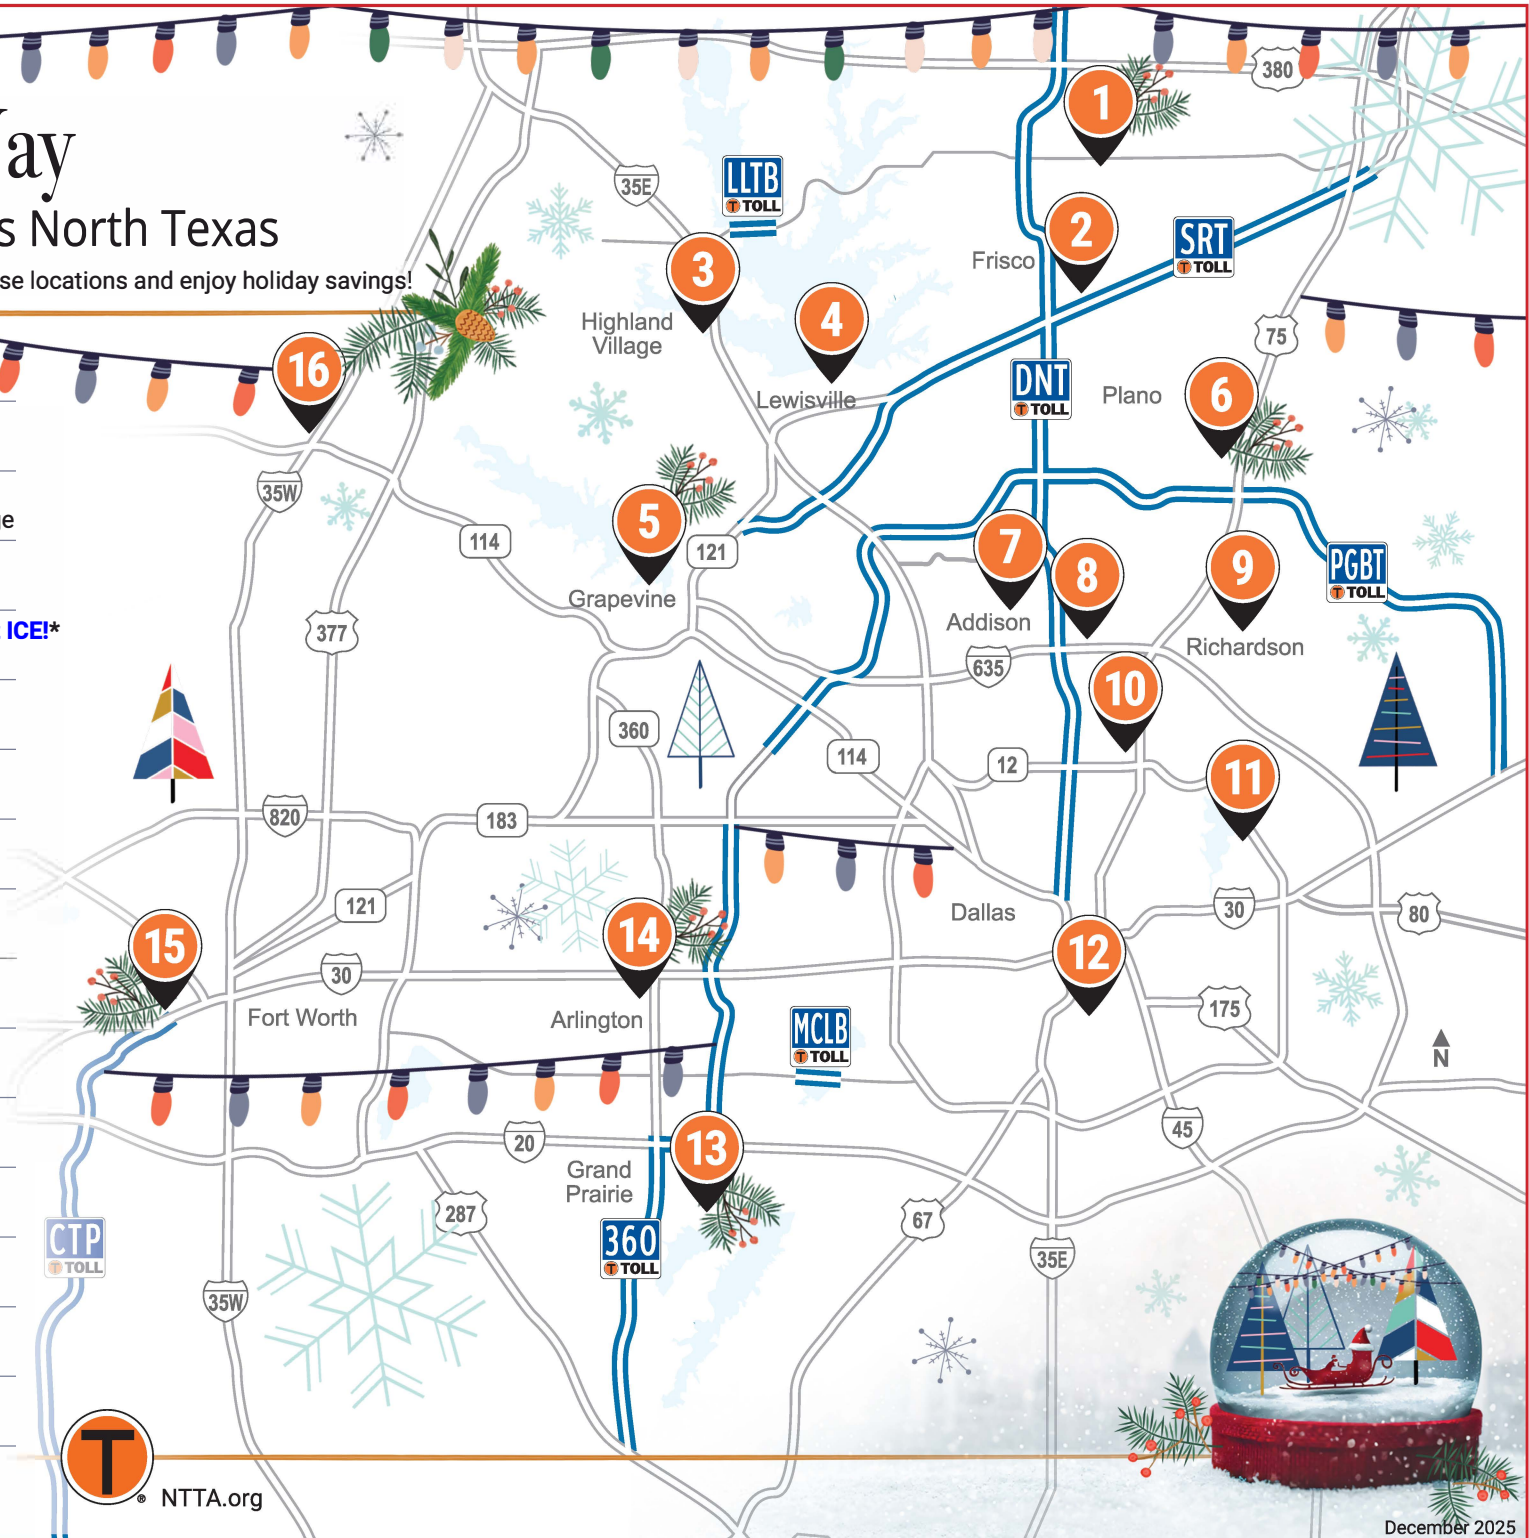 ay
s North Texas
se locations and enjoy holiday savings!
ge
ICE!*
380
1
35E
LLTB
T TOLL
2
SRT
T TOLL
Frisco
3
Highland
Village
4
Lewisville
75
16
DNT
T TOLL
Plano
6
35W
5
121
114
7
8
9
PGBT
T TOLL
Grapevine
Addison
Richardson
377
635
10
360
114
12
11
820
183
121
14
Dallas
30
80
15
30
12
Fort Worth
Arlington
MCLB
T TOLL
175
N
20
13
45
Grand
Prairie
287
67
CTP
T TOLL
360
T TOLL
35E
35W
T
® NTTA.org
December 2025